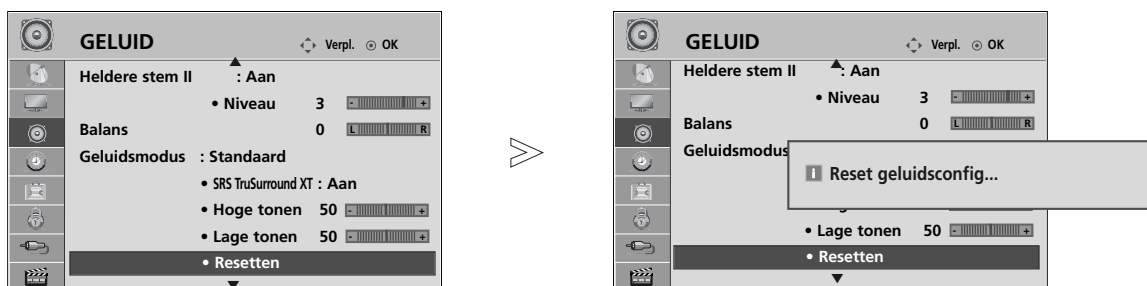 GELUID Verpl. OK
Heldere stem II : Aan
• Niveau 3 - +
Balans 0 L R
Geluidsmodus : Standaard
• SRS TruSurround XT : Aan
• Hoge tonen 50 - +
• Lage tonen 50 - +
• Resetten
GELUID Verpl. OK
Heldere stem II : Aan
• Niveau 3 - +
Balans 0 L R
Geluidsmodus
i Reset geluidsconfig...
• Lage tonen 50 - +
• Resetten